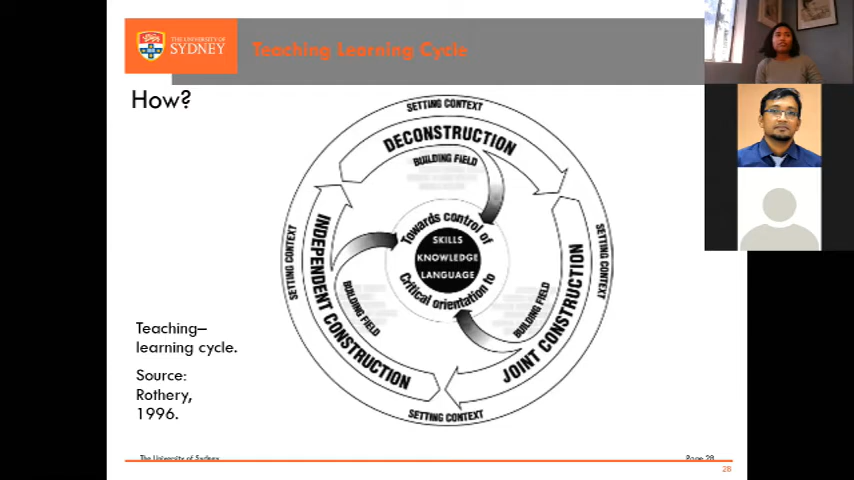 THE UNIVERSITY OF
SYDNEY
Teaching Learning Cycle
How?
SETTING CONTEXT
DECONSTRUCTION
BUILDING FIELD
SETTING CONTEXT
INDEPENDENT CONSTRUCTION
BUILDING FIELD
Towards control of
SKILLS
KNOWLEDGE
LANGUAGE
Critical orientation to
BUILDING FIELD
JOINT CONSTRUCTION
SETTING CONTEXT
SETTING CONTEXT
Teaching–
learning cycle.
Source:
Rothery,
1996.
The University of Sydney
Page 28
28